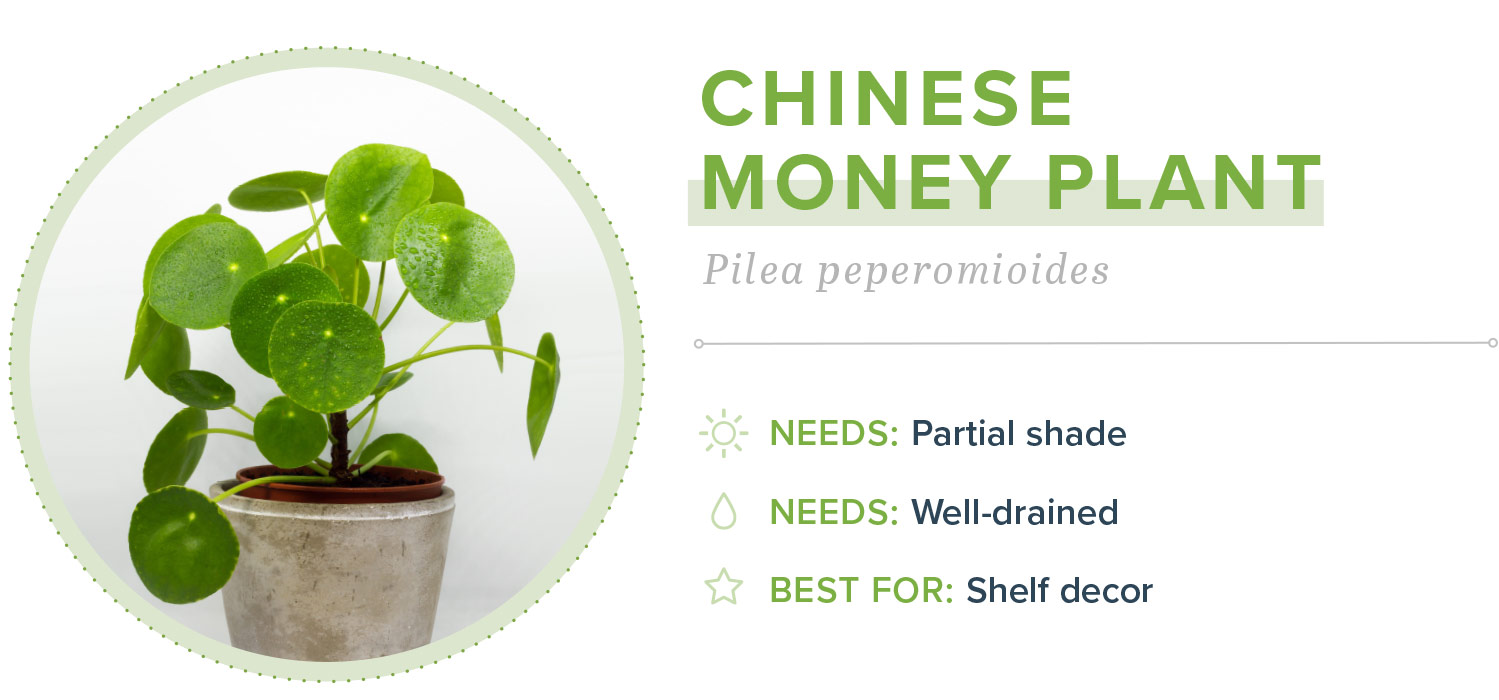 CHINESE
MONEY PLANT
Pilea peperomioides
NEEDS: Partial shade
NEEDS: Well-drained
BEST FOR: Shelf decor